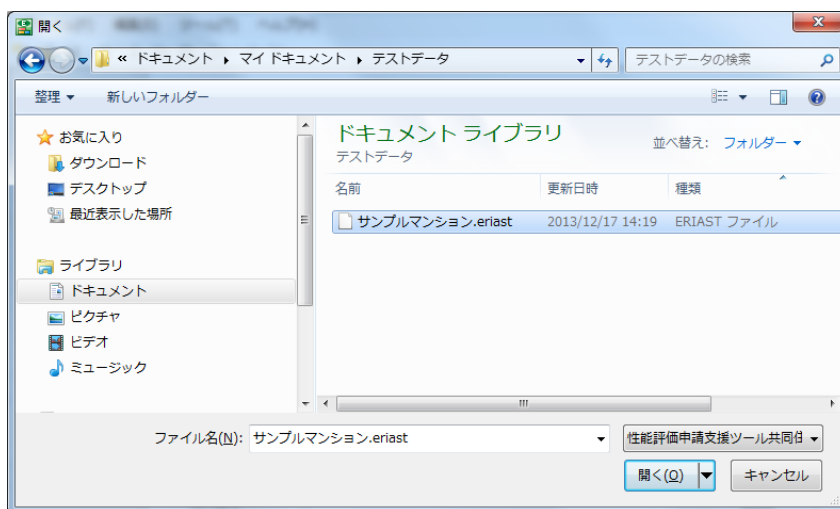 開く
« ドキュメント ▸ マイ ドキュメント ▸ テストデータ
テストデータの検索
整理 ▼ 新しいフォルダー
お気に入り
ダウンロード
デスクトップ
最近表示した場所
ライブラリ
ドキュメント
ピクチャ
ビデオ
ミュージック
ドキュメント ライブラリ
テストデータ
並べ替え: フォルダー ▼
名前 更新日時 種類
サンプルマンション.eriast 2013/12/17 14:19 ERIAST ファイル
ファイル名(N): サンプルマンション.eriast
性能評価申請支援ツール共同住
開く(O) キャンセル